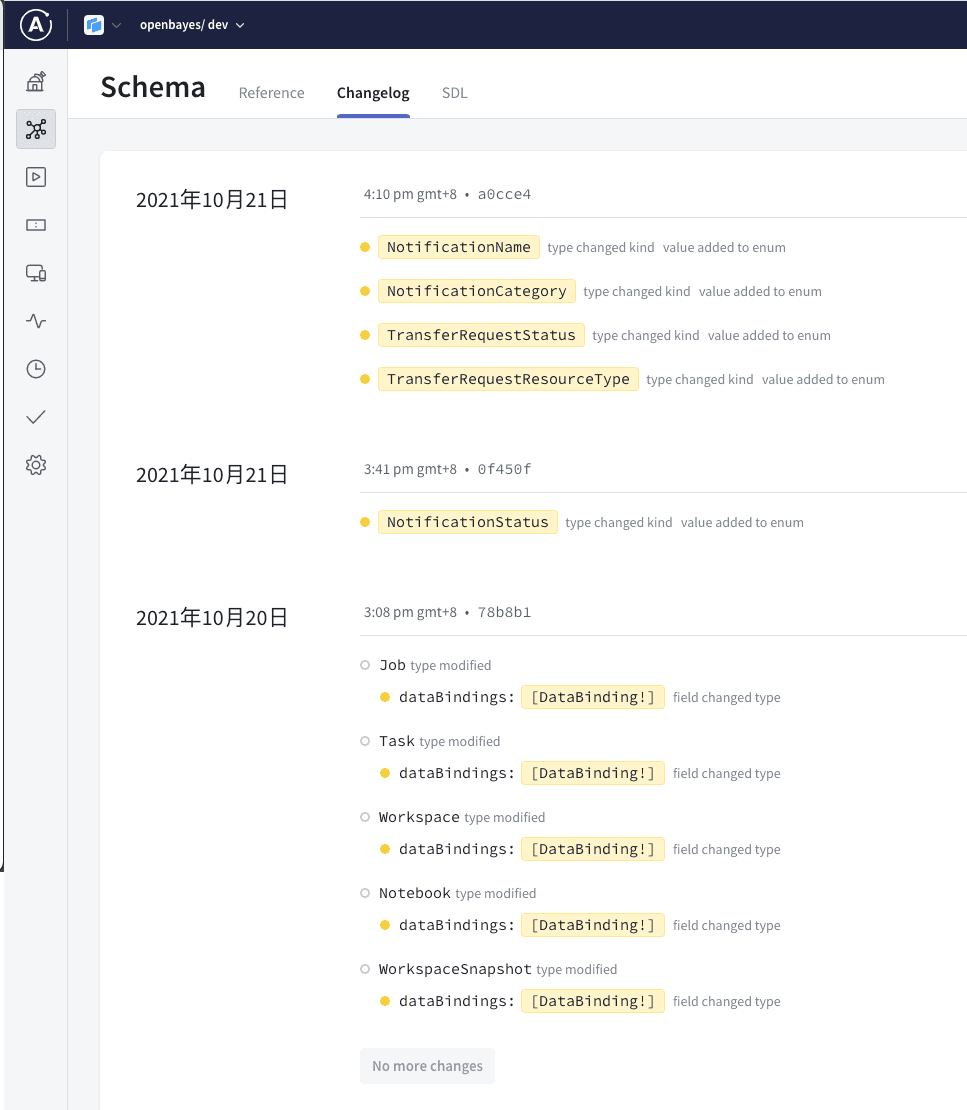 openbayes/ dev
Schema Reference Changelog SDL
2021年10月21日 4:10 pm gmt+8 • a0cce4
NotificationName type changed kind value added to enum
NotificationCategory type changed kind value added to enum
TransferRequestStatus type changed kind value added to enum
TransferRequestResourceType type changed kind value added to enum
2021年10月21日 3:41 pm gmt+8 • 0f450f
NotificationStatus type changed kind value added to enum
2021年10月20日 3:08 pm gmt+8 • 78b8b1
Job type modified
dataBindings: [DataBinding!] field changed type
Task type modified
dataBindings: [DataBinding!] field changed type
Workspace type modified
dataBindings: [DataBinding!] field changed type
Notebook type modified
dataBindings: [DataBinding!] field changed type
WorkspaceSnapshot type modified
dataBindings: [DataBinding!] field changed type
No more changes